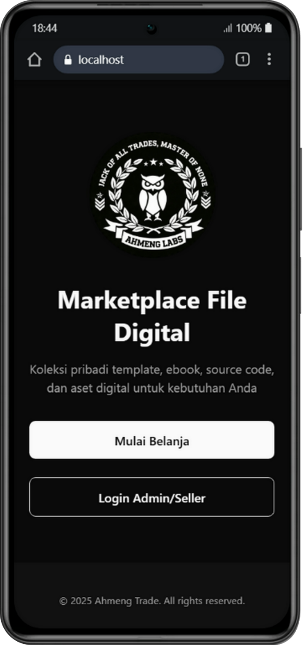 18:44
100%
localhost
1
JACK OF ALL TRADES, MASTER OF NONE
AHMENG LABS
Marketplace File
Digital
Koleksi pribadi template, ebook, source code,
dan aset digital untuk kebutuhan Anda
Mulai Belanja
Login Admin/Seller
© 2025 Ahmeng Trade. All rights reserved.